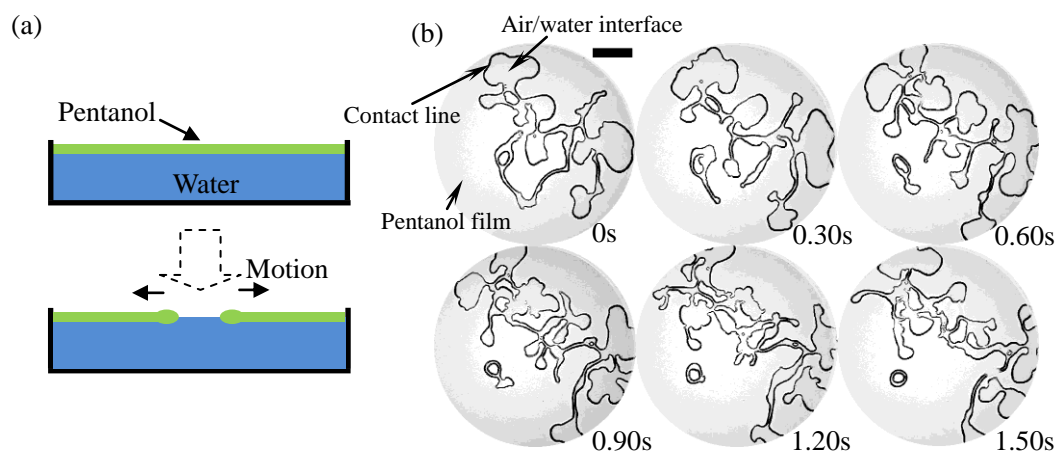 (a)
Pentanol
Water
Motion
(b)
Air/water interface
Contact line
Pentanol film
0s
0.30s
0.60s
0.90s
1.20s
1.50s